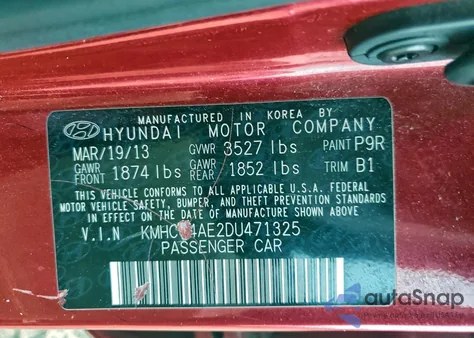 MANUFACTURED IN KOREA BY
HYUNDAI MOTOR COMPANY
MAR/19/13 GVWR 3527 lbs PAINT P9R
GAWR FRONT 1874 lbs GAWR REAR 1852 lbs TRIM B1
THIS VEHICLE CONFORMS TO ALL APPLICABLE U.S.A. FEDERAL
MOTOR VEHICLE SAFETY, BUMPER, AND THEFT PREVENTION STANDARDS
IN EFFECT ON THE DATE OF MANUFACTURE SHOWN ABOVE.
V.I.N
PASSENGER CAR
autoSnap